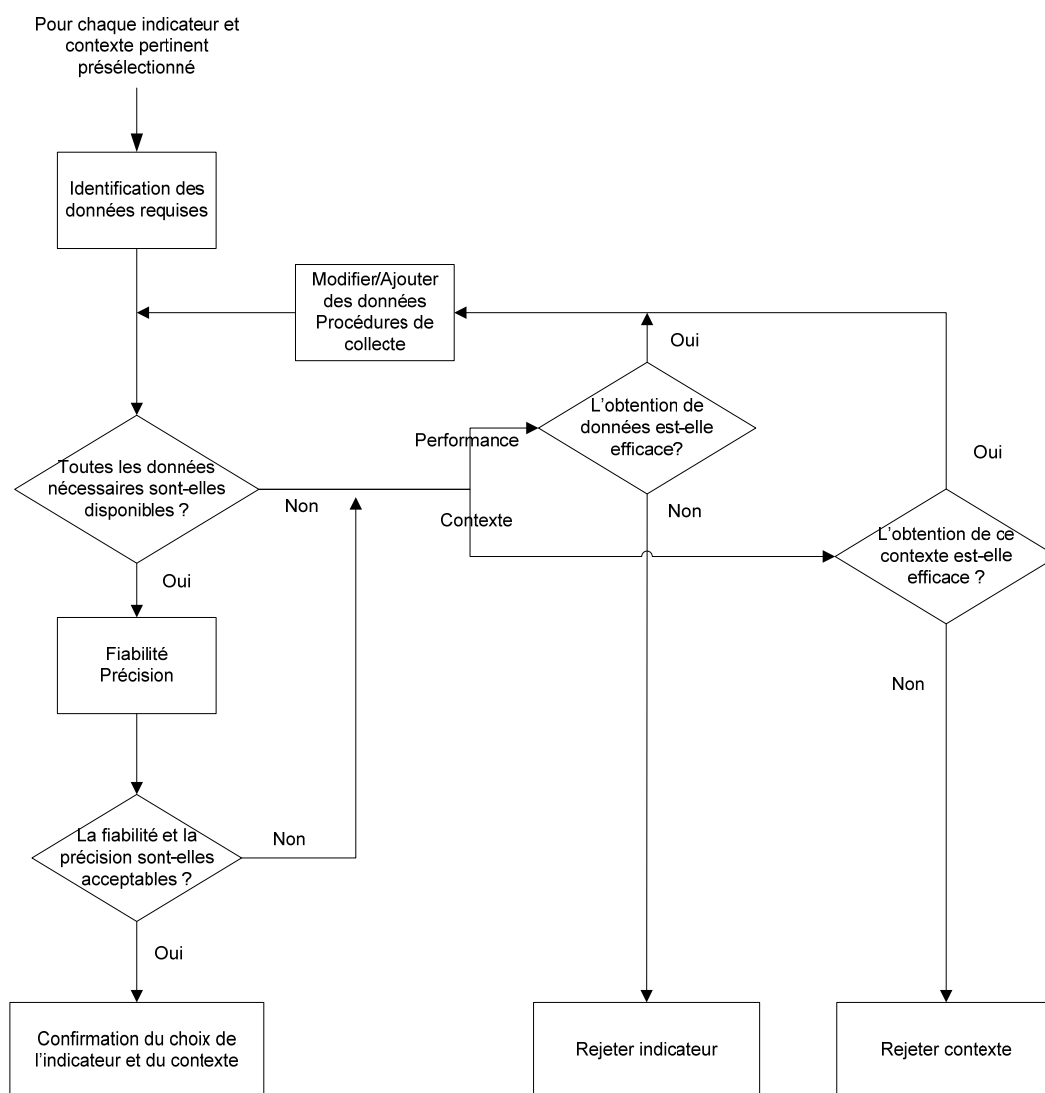 Pour chaque indicateur et
contexte pertinent
présélectionné
Identification des
données requises
Modifier/Ajouter
des données
Procédures de
collecte
Oui
L'obtention de
données est-elle
efficace?
Performance
Toutes les données
nécessaires sont-elles
disponibles ?
Non
Contexte
Non
Oui
L'obtention de ce
contexte est-elle
efficace ?
Oui
Fiabilité
Précision
Non
La fiabilité et la
précision sont-elles
acceptables ?
Non
Oui
Confirmation du choix de
l'indicateur et du contexte
Rejeter indicateur
Rejeter contexte